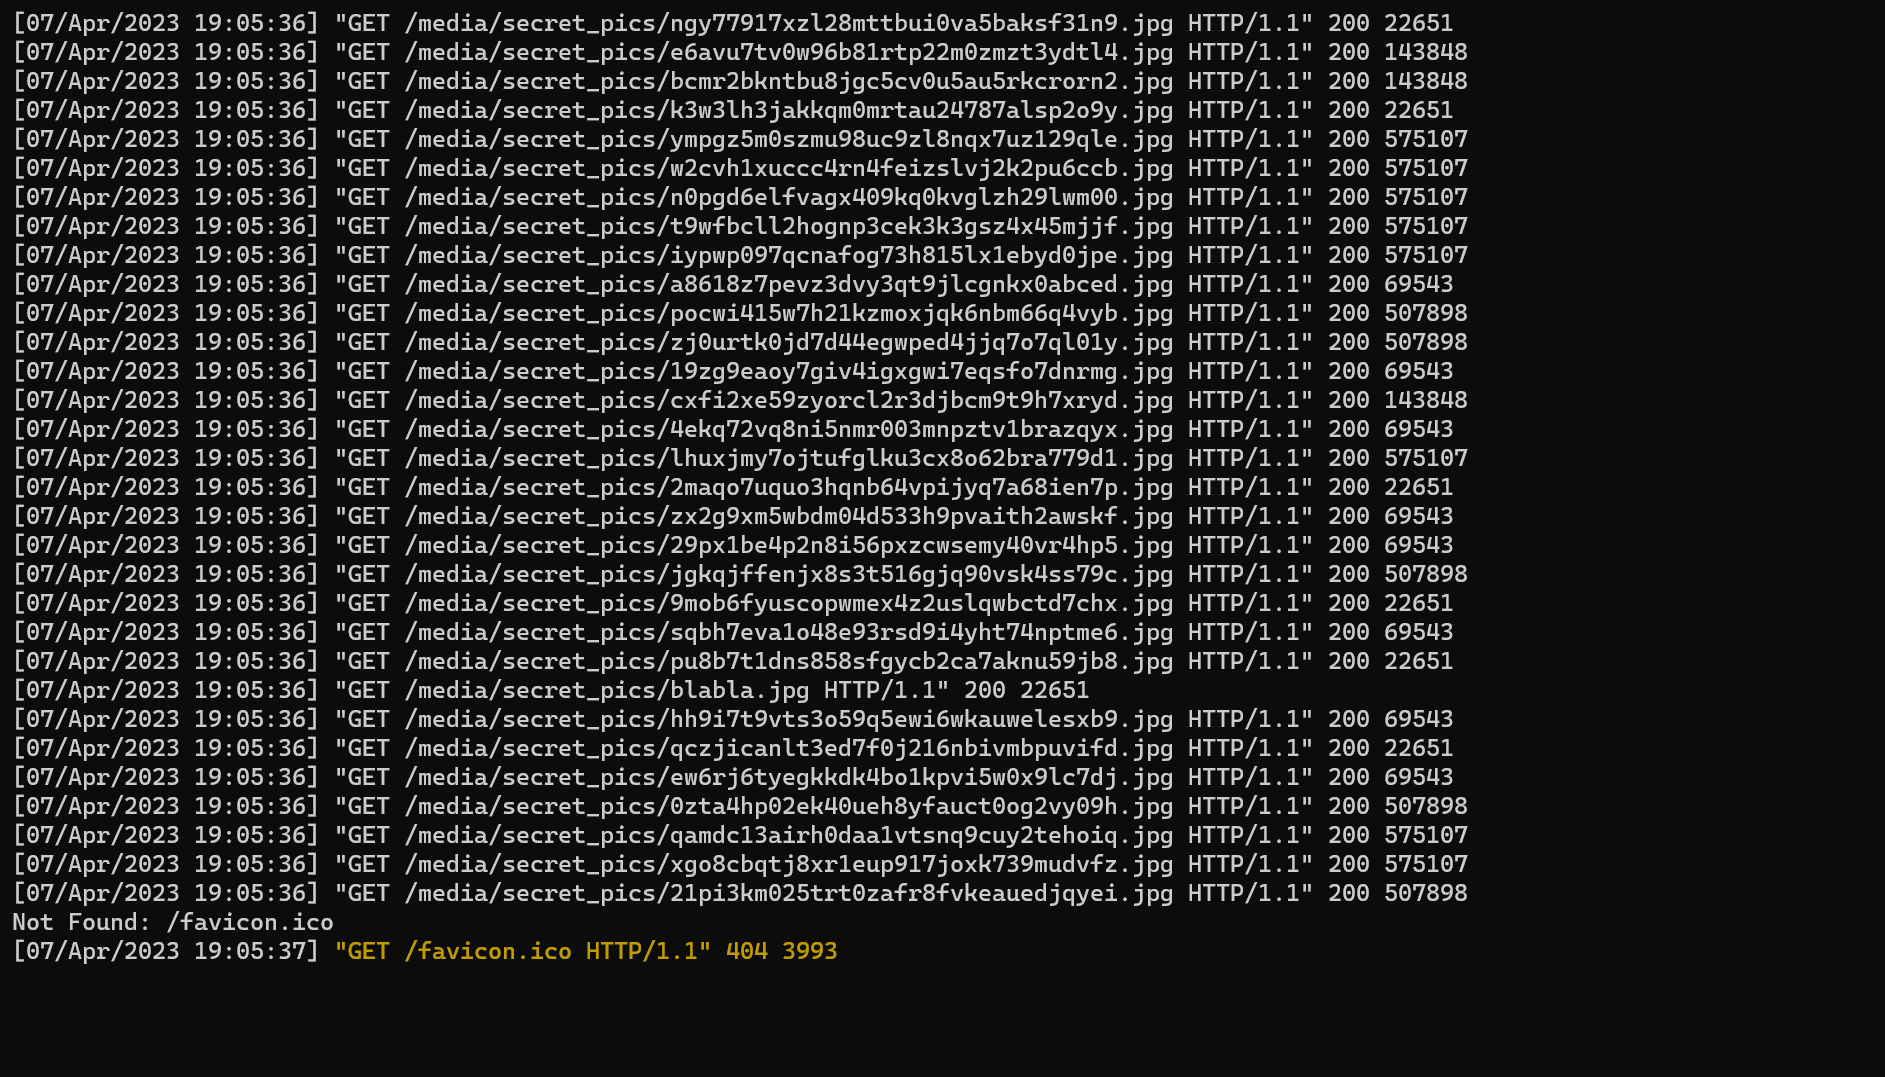 [07/Apr/2023 19:05:36] "GET /media/secret_pics/ngy77917xzl28mttbui0va5baksf31n9.jpg HTTP/1.1" 200 22651
[07/Apr/2023 19:05:36] "GET /media/secret_pics/e6avu7tv0w96b81rtp22m0zmzt3ydtl4.jpg HTTP/1.1" 200 143848
[07/Apr/2023 19:05:36] "GET /media/secret_pics/bcmr2bkntbu8jgc5cv0u5au5rkcrorn2.jpg HTTP/1.1" 200 143848
[07/Apr/2023 19:05:36] "GET /media/secret_pics/k3w3lh3jakkqm0mrtau24787alsp2o9y.jpg HTTP/1.1" 200 22651
[07/Apr/2023 19:05:36] "GET /media/secret_pics/ympgz5m0szmu98uc9zl8nqx7uz129qle.jpg HTTP/1.1" 200 575107
[07/Apr/2023 19:05:36] "GET /media/secret_pics/w2cvh1xuccc4rn4feizslvj2k2pu6ccb.jpg HTTP/1.1" 200 575107
[07/Apr/2023 19:05:36] "GET /media/secret_pics/n0pgd6elfvagx409kq0kvglzh29lwm00.jpg HTTP/1.1" 200 575107
[07/Apr/2023 19:05:36] "GET /media/secret_pics/t9wfbcll2hognp3cek3k3gsz4x45mjjf.jpg HTTP/1.1" 200 575107
[07/Apr/2023 19:05:36] "GET /media/secret_pics/iypwp097qcnafog73h815lx1ebyd0jpe.jpg HTTP/1.1" 200 575107
[07/Apr/2023 19:05:36] "GET /media/secret_pics/a8618z7pevz3dvy3qt9jlcgnkx0abced.jpg HTTP/1.1" 200 69543
[07/Apr/2023 19:05:36] "GET /media/secret_pics/pocwi415w7h21kzmoxjqk6nbm66q4vyb.jpg HTTP/1.1" 200 507898
[07/Apr/2023 19:05:36] "GET /media/secret_pics/zj0urtk0jd7d44egwped4jjq7o7ql01y.jpg HTTP/1.1" 200 507898
[07/Apr/2023 19:05:36] "GET /media/secret_pics/19zg9eaoy7giv4igxgwi7eqsfo7dnrmg.jpg HTTP/1.1" 200 69543
[07/Apr/2023 19:05:36] "GET /media/secret_pics/cxfi2xe59zyorcl2r3djbcm9t9h7xryd.jpg HTTP/1.1" 200 143848
[07/Apr/2023 19:05:36] "GET /media/secret_pics/4ekq72vq8ni5nmr003mnpztv1brazqyx.jpg HTTP/1.1" 200 69543
[07/Apr/2023 19:05:36] "GET /media/secret_pics/lhuxjmy7ojtufglku3cx8o62bra779d1.jpg HTTP/1.1" 200 575107
[07/Apr/2023 19:05:36] "GET /media/secret_pics/2maqo7uquo3hqnb64vpijyq7a68ien7p.jpg HTTP/1.1" 200 22651
[07/Apr/2023 19:05:36] "GET /media/secret_pics/zx2g9xm5wbdm04d533h9pvaith2awskf.jpg HTTP/1.1" 200 69543
[07/Apr/2023 19:05:36] "GET /media/secret_pics/29px1be4p2n8i56pxzcwsemy40vr4hp5.jpg HTTP/1.1" 200 69543
[07/Apr/2023 19:05:36] "GET /media/secret_pics/jgkqjffenjx8s3t516gjq90vsk4ss79c.jpg HTTP/1.1" 200 507898
[07/Apr/2023 19:05:36] "GET /media/secret_pics/9mob6fyuscopwmex4z2uslqwbctd7chx.jpg HTTP/1.1" 200 22651
[07/Apr/2023 19:05:36] "GET /media/secret_pics/sqbh7eva1o48e93rsd9i4yht74nptme6.jpg HTTP/1.1" 200 69543
[07/Apr/2023 19:05:36] "GET /media/secret_pics/pu8b7t1dns858sfgycb2ca7aknu59jb8.jpg HTTP/1.1" 200 22651
[07/Apr/2023 19:05:36] "GET /media/secret_pics/blabla.jpg HTTP/1.1" 200 22651
[07/Apr/2023 19:05:36] "GET /media/secret_pics/hh9i7t9vts3o59q5ewi6wkauwelesxb9.jpg HTTP/1.1" 200 69543
[07/Apr/2023 19:05:36] "GET /media/secret_pics/qczjicanlt3ed7f0j216nbivmbpuvifd.jpg HTTP/1.1" 200 22651
[07/Apr/2023 19:05:36] "GET /media/secret_pics/ew6rj6tyegkkdk4bo1kpvi5w0x9lc7dj.jpg HTTP/1.1" 200 69543
[07/Apr/2023 19:05:36] "GET /media/secret_pics/0zta4hp02ek40ueh8yfauct0og2vy09h.jpg HTTP/1.1" 200 507898
[07/Apr/2023 19:05:36] "GET /media/secret_pics/qamdc13airh0daa1vtsnq9cuy2tehoiq.jpg HTTP/1.1" 200 575107
[07/Apr/2023 19:05:36] "GET /media/secret_pics/xgo8cbqtj8xr1eup917joxk739mudvfz.jpg HTTP/1.1" 200 575107
[07/Apr/2023 19:05:36] "GET /media/secret_pics/21pi3km025trt0zafr8fvkeauedjqyei.jpg HTTP/1.1" 200 507898
Not Found: /favicon.ico
[07/Apr/2023 19:05:37] "GET /favicon.ico HTTP/1.1" 404 3993